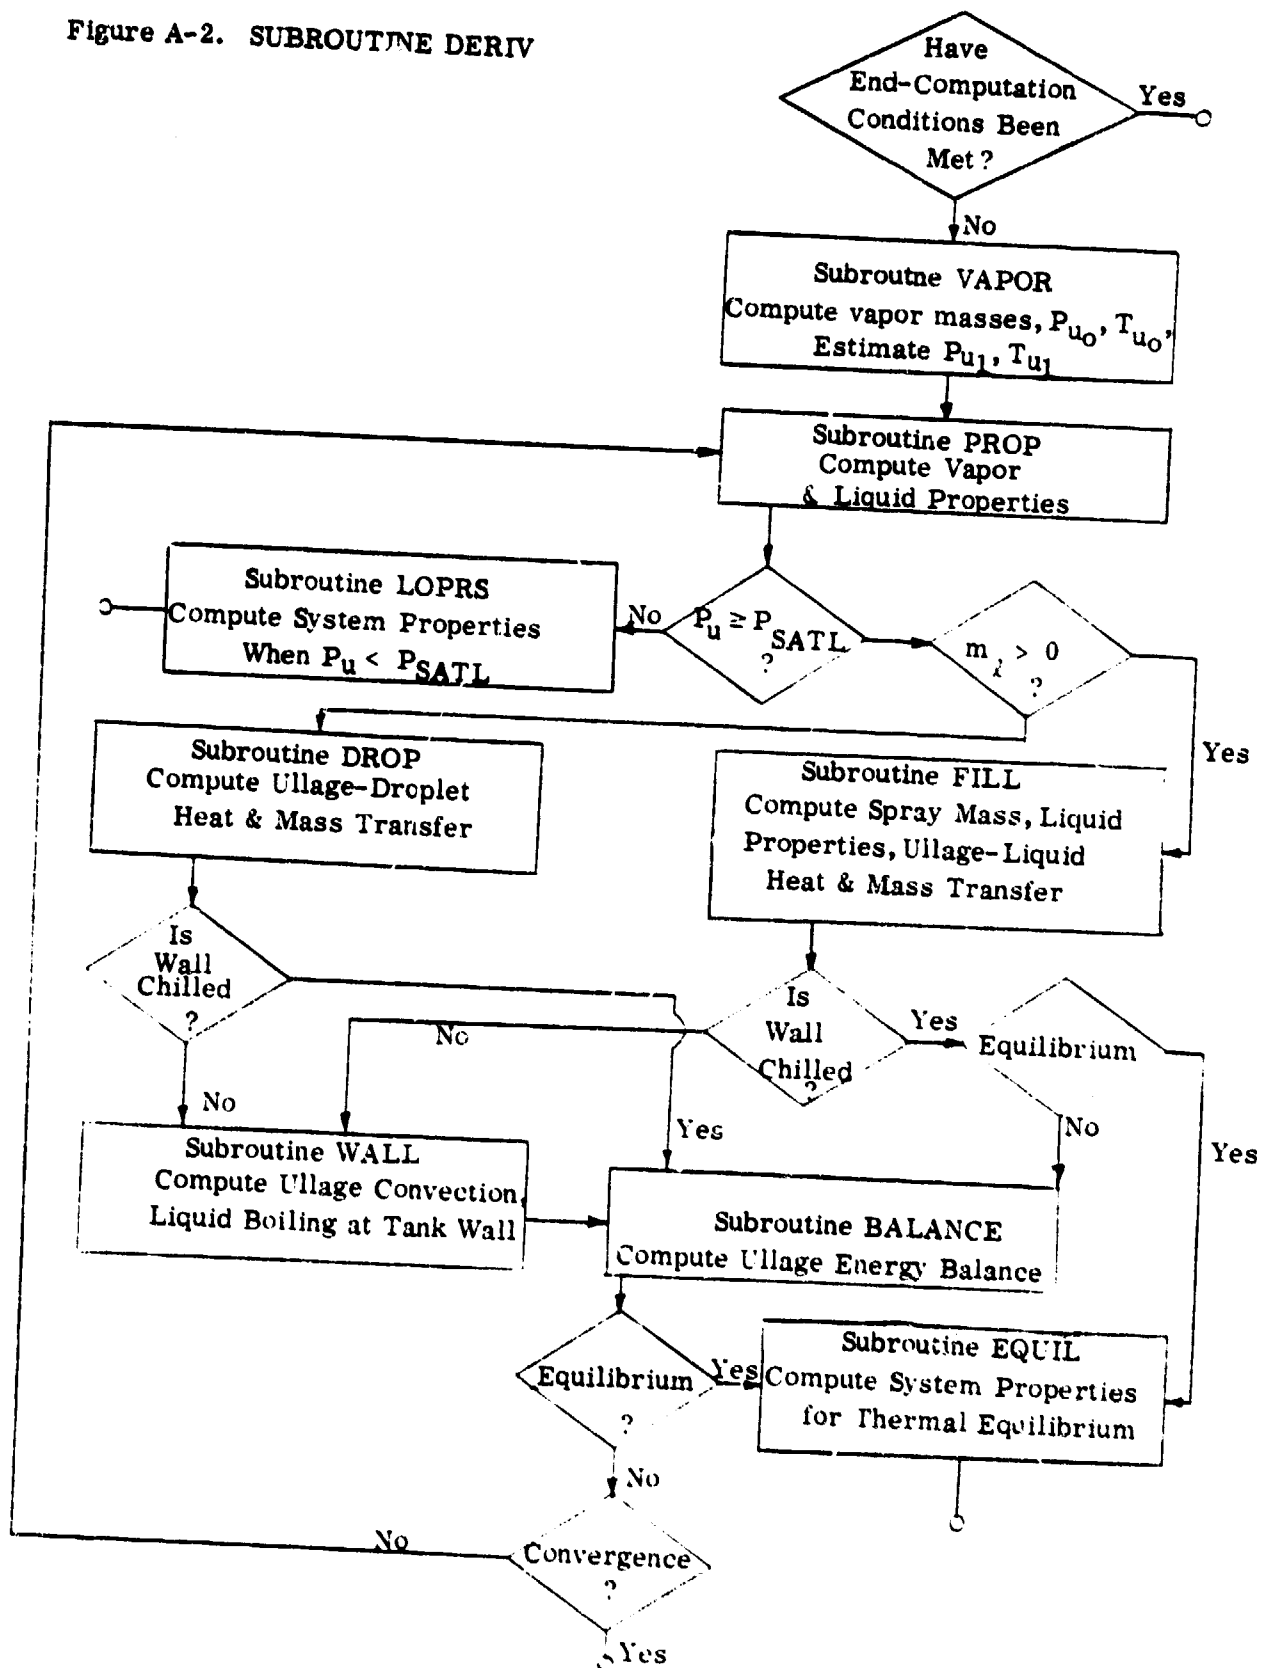 Figure A-2. SUBROUTINE DERIV
Have
End-Computation
Conditions Been
Met?
Yes
No
Subroutne VAPOR
Compute vapor masses, Pu0, Tu0,
Estimate Pu1, Tu1
Subroutine PROP
Compute Vapor
& Liquid Properties
Subroutine LOPRS
Compute System Properties
When Pu < PSATL
No
Pu ≥ PSATL
?
m l > 0
?
Yes
Subroutine DROP
Compute Ullage-Droplet
Heat & Mass Transfer
Subroutine FILL
Compute Spray Mass, Liquid
Properties, Ullage-Liquid
Heat & Mass Transfer
Is
Wall
Chilled
?
No
Yes
Is
Wall
Chilled
?
No
Yes
Equilibrium
No
Yes
Subroutine WALL
Compute Ullage Convection,
Liquid Boiling at Tank Wall
Subroutine BALANCE
Compute Ullage Energy Balance
Equilibrium
?
Yes
No
Subroutine EQUIL
Compute System Properties
for Thermal Equilibrium
Convergence
?
No
Yes